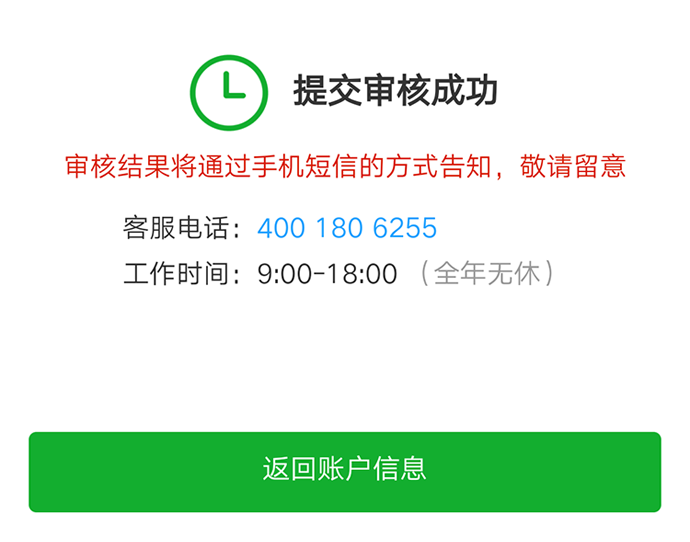 提交审核成功
审核结果将通过手机短信的方式告知，敬请留意
客服电话：400 180 6255
工作时间：9:00-18:00（全年无休）
返回账户信息